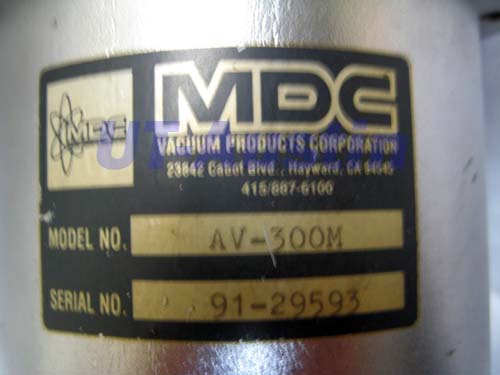 MDC
MDC
VACUUM PRODUCTS CORPORATION
23842 Cabot Blvd., Hayward, CA 94545
415/887-6100
MODEL NO. AV-300M
SERIAL NO. 91-29593